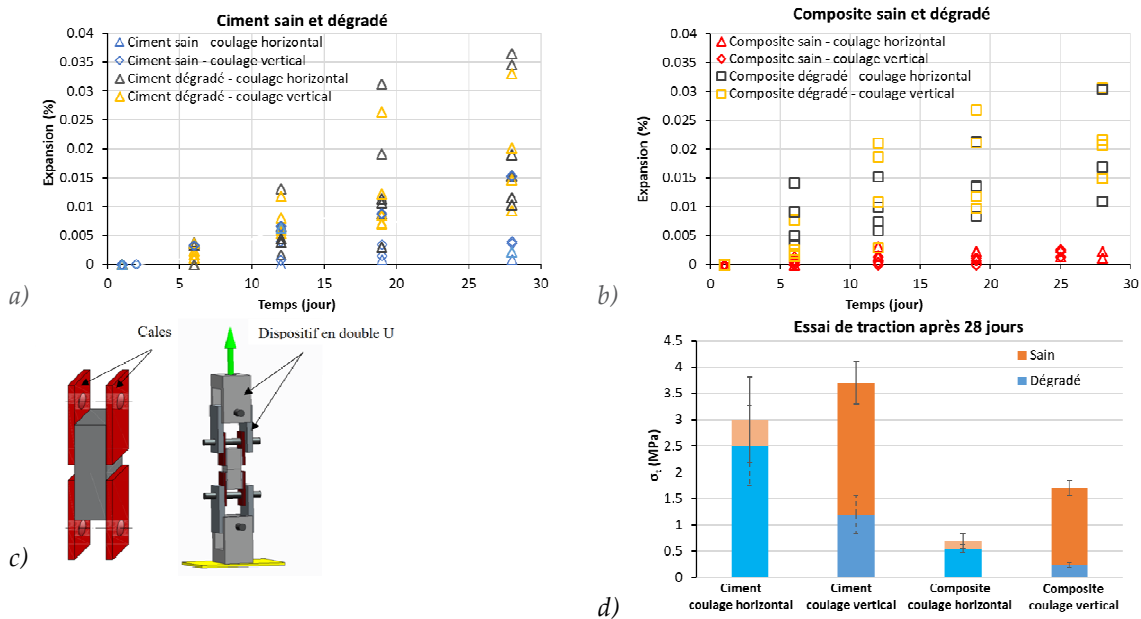 Ciment sain et dégradé
0.04
0.035
0.03
0.025
0.02
0.015
0.01
0.005
0
Expansion (%)
Ciment sain - coulage horizontal
Ciment sain - coulage vertical
Ciment dégradé - coulage horizontal
Ciment dégradé - coulage vertical
0 5 10 15 20 25 30
Temps (jour)
a)
Composite sain et dégradé
0.04
0.035
0.03
0.025
0.02
0.015
0.01
0.005
0
Expansion (%)
Composite sain - coulage horizontal
Composite sain - coulage vertical
Composite dégradé - coulage horizontal
Composite dégradé - coulage vertical
0 5 10 15 20 25 30
Temps (jour)
b)
Cales
Dispositif en double U
c)
Essai de traction après 28 jours
4.5
4
3.5
3
2.5
2
1.5
1
0.5
0
σt (MPa)
Sain
Dégradé
Ciment
coulage horizontal
Ciment
coulage vertical
Composite
coulage horizontal
Composite
coulage vertical
d)